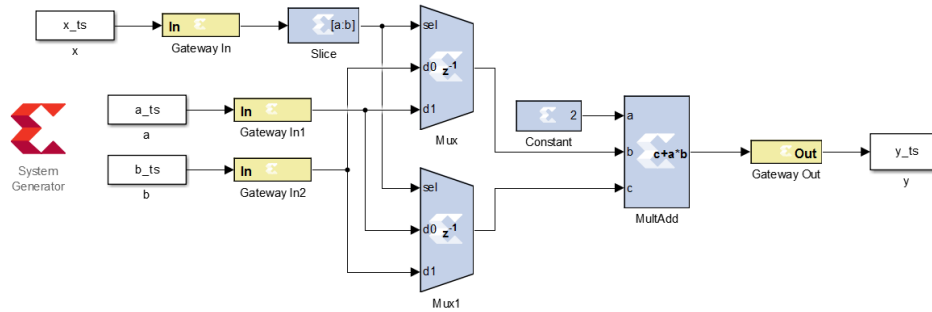 x_ts
x
In
Gateway In
[a:b]
Slice
sel
d0
z-1
d1
Mux
a_ts
a
In
Gateway In1
b_ts
b
In
Gateway In2
System
Generator
sel
d0
z-1
d1
Mux1
2
Constant
a
b
c
c+a*b
MultAdd
Out
Gateway Out
y_ts
y